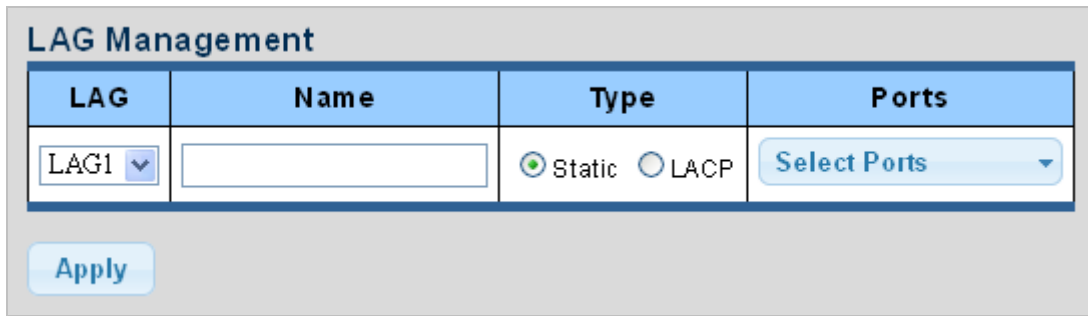 LAG Management
LAG Name Type Ports
LAG1 Static LACP Select Ports
Apply